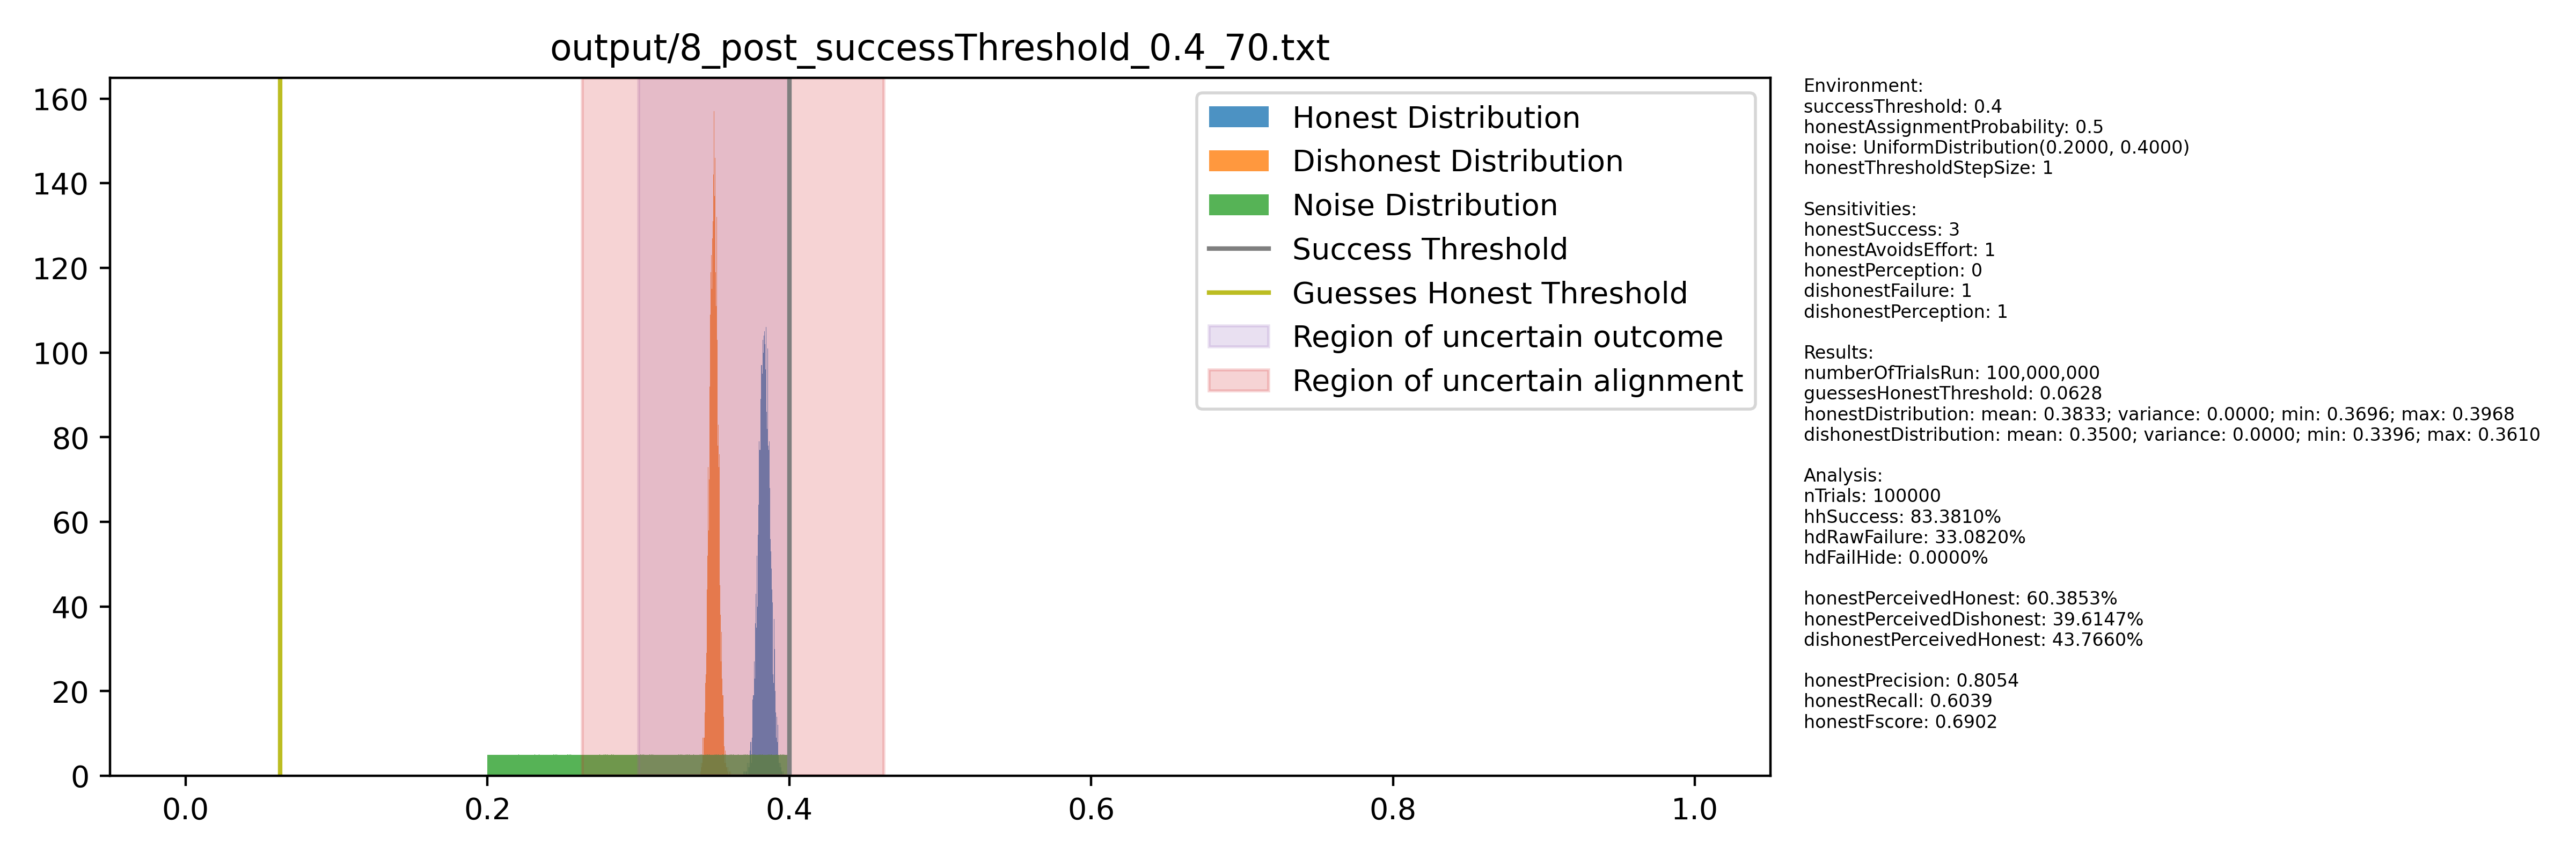 output/8_post_successThreshold_0.4_70.txt
160
140
120
100
80
60
40
20
0
0.0
0.2
0.4
0.6
0.8
1.0
Honest Distribution
Dishonest Distribution
Noise Distribution
Success Threshold
Guesses Honest Threshold
Region of uncertain outcome
Region of uncertain alignment
Environment:
successThreshold: 0.4
honestAssignmentProbability: 0.5
noise: UniformDistribution(0.2000, 0.4000)
honestThresholdStepSize: 1
Sensitivities:
honestSuccess: 3
honestAvoidsEffort: 1
honestPerception: 0
dishonestFailure: 1
dishonestPerception: 1
Results:
numberOfTrialsRun: 100,000,000
guessesHonestThreshold: 0.0628
honestDistribution: mean: 0.3833; variance: 0.0000; min: 0.3696; max: 0.3968
dishonestDistribution: mean: 0.3500; variance: 0.0000; min: 0.3396; max: 0.3610
Analysis:
nTrials: 100000
hhSuccess: 83.3810%
hdRawFailure: 33.0820%
hdFailHide: 0.0000%
honestPerceivedHonest: 60.3853%
honestPerceivedDishonest: 39.6147%
dishonestPerceivedHonest: 43.7660%
honestPrecision: 0.8054
honestRecall: 0.6039
honestFscore: 0.6902